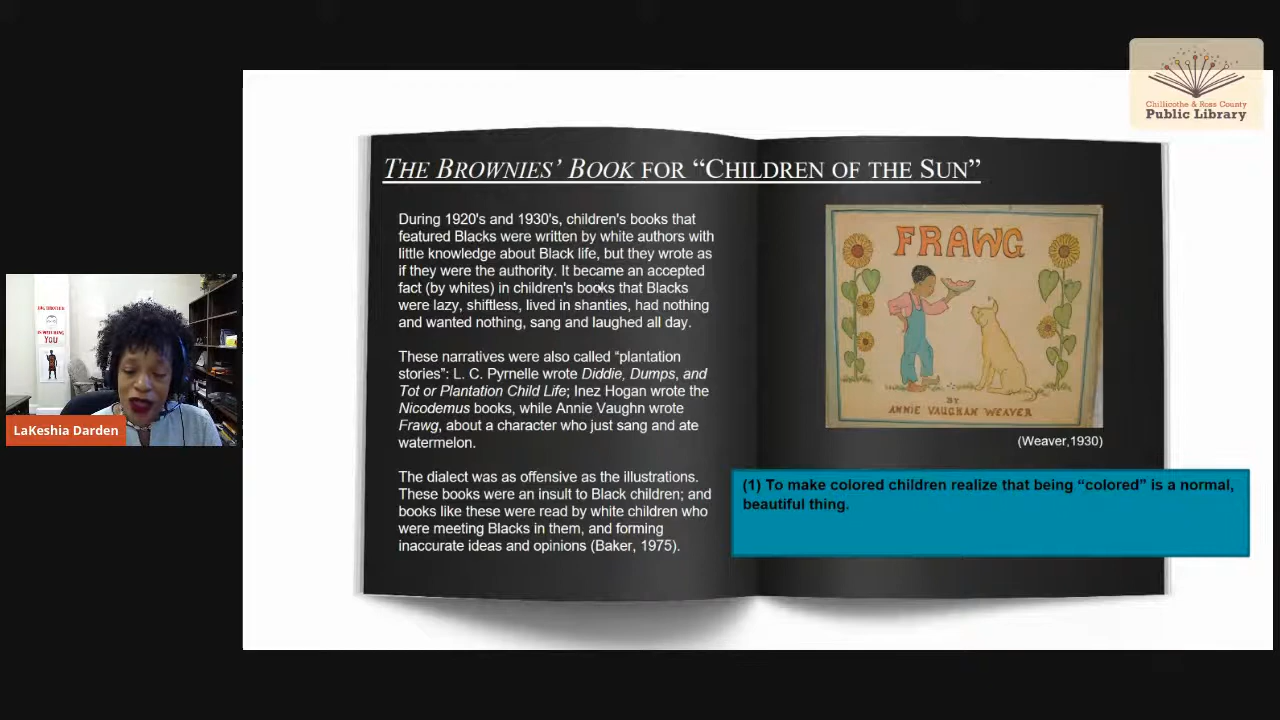 Chillicothe & Ross County
Public Library
THE BROWNIES' BOOK FOR “CHILDREN OF THE SUN”
During 1920's and 1930's, children's books that
featured Blacks were written by white authors with
little knowledge about Black life, but they wrote as
if they were the authority. It became an accepted
fact (by whites) in children's books that Blacks
were lazy, shiftless, lived in shanties, had nothing
and wanted nothing, sang and laughed all day.
These narratives were also called “plantation
stories”: L. C. Pyrnelle wrote Diddie, Dumps, and
Tot or Plantation Child Life; Inez Hogan wrote the
Nicodemus books, while Annie Vaughn wrote
Frawg, about a character who just sang and ate
watermelon.
The dialect was as offensive as the illustrations.
These books were an insult to Black children; and
books like these were read by white children who
were meeting Blacks in them, and forming
inaccurate ideas and opinions (Baker, 1975).
FRAWG
BY
ANNIE VAUGHAN WEAVER
(Weaver,1930)
(1) To make colored children realize that being “colored” is a normal,
beautiful thing.
IS WATCHING
YOU
LaKeshia Darden